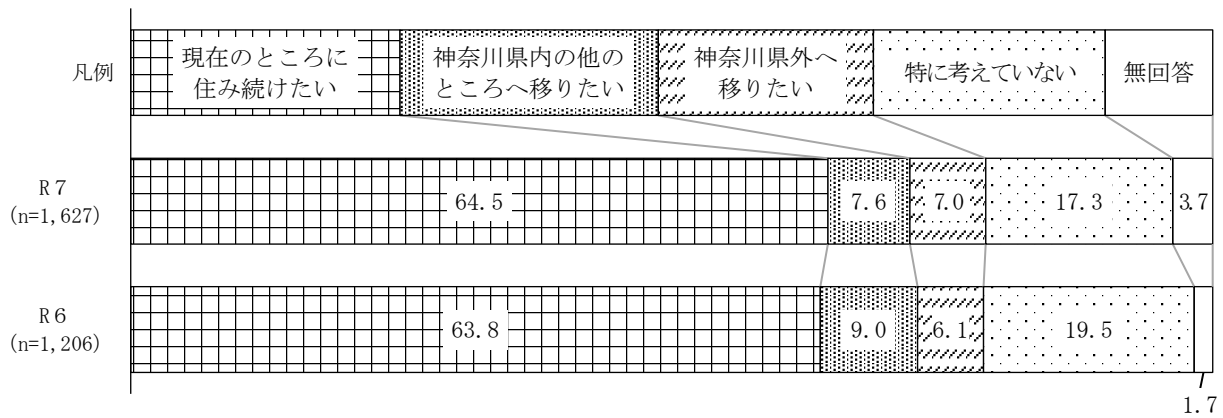 凡例
現在のところに
住み続けたい
神奈川県内の他の
ところへ移りたい
神奈川県外へ
移りたい
特に考えていない
無回答
R7
(n=1,627)
64.5
7.6
7.0
17.3
3.7
R6
(n=1,206)
63.8
9.0
6.1
19.5
1.7